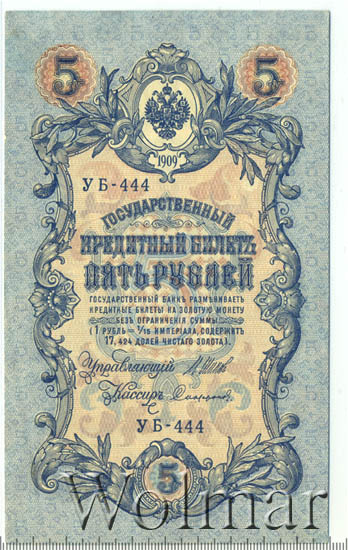 5 5
1909
УБ-444
ГОСУДАРСТВЕННЫЙ
КРЕДИТНЫЙ БИЛЕТЪ
ПЯТЬ РУБЛЕЙ
ГОСУДАРСТВЕННЫЙ БАНКЪ РАЗМѢНИВАЕТЪ
КРЕДИТНЫЕ БИЛЕТЫ НА ЗОЛОТУЮ МОНЕТУ
БЕЗЪ ОГРАНИЧЕНІЯ СУММЫ
(1 РУБЛЬ = 1/15 ИМПЕРІАЛА, СОДЕРЖИТЪ
17,424 ДОЛЕЙ ЧИСТАГО ЗОЛОТА).
Управляющій
Кассиръ
УБ-444
5
Wolmar
Wolmar